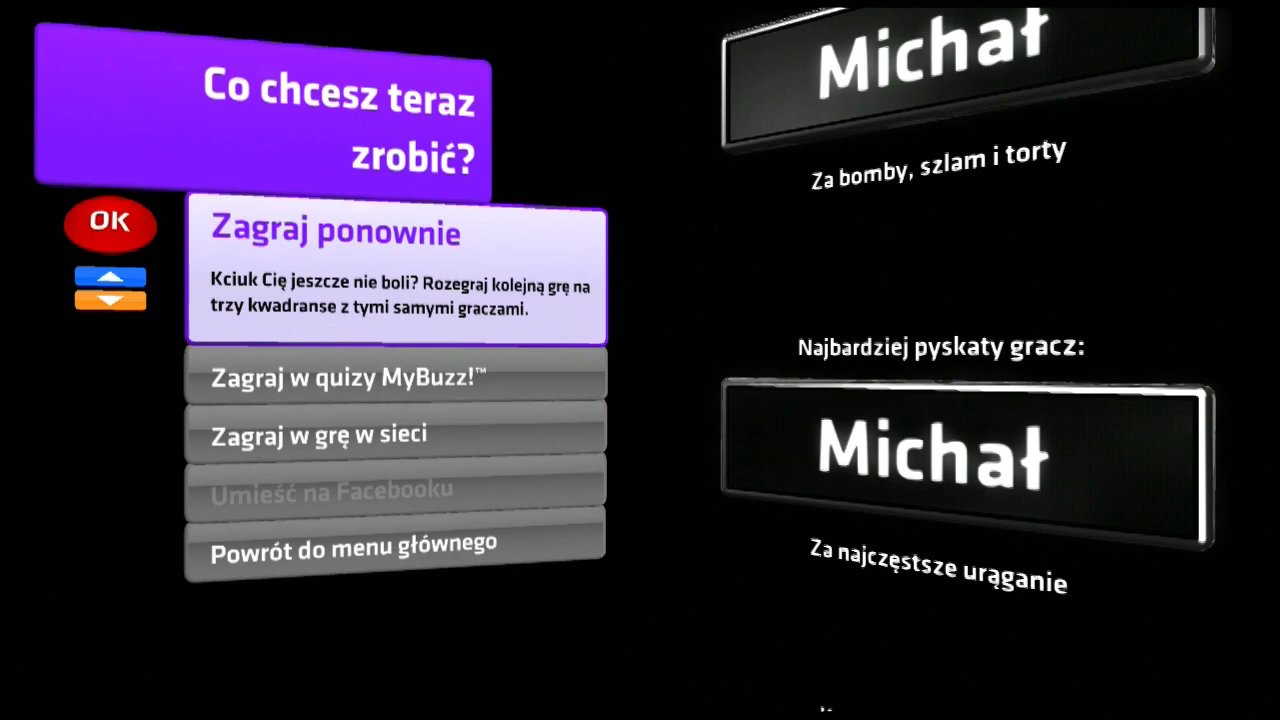 Co chcesz teraz
zrobić?
OK
Zagraj ponownie
Kciuk Cię jeszcze nie boli? Rozegraj kolejną grę na
trzy kwadranse z tymi samymi graczami.
Zagraj w quizy MyBuzz!™
Zagraj w grę w sieci
Umieść na Facebooku
Powrót do menu głównego
Michał
Za bomby, szlam i torty
Najbardziej pyskaty gracz:
Michał
Za najczęstsze urąganie